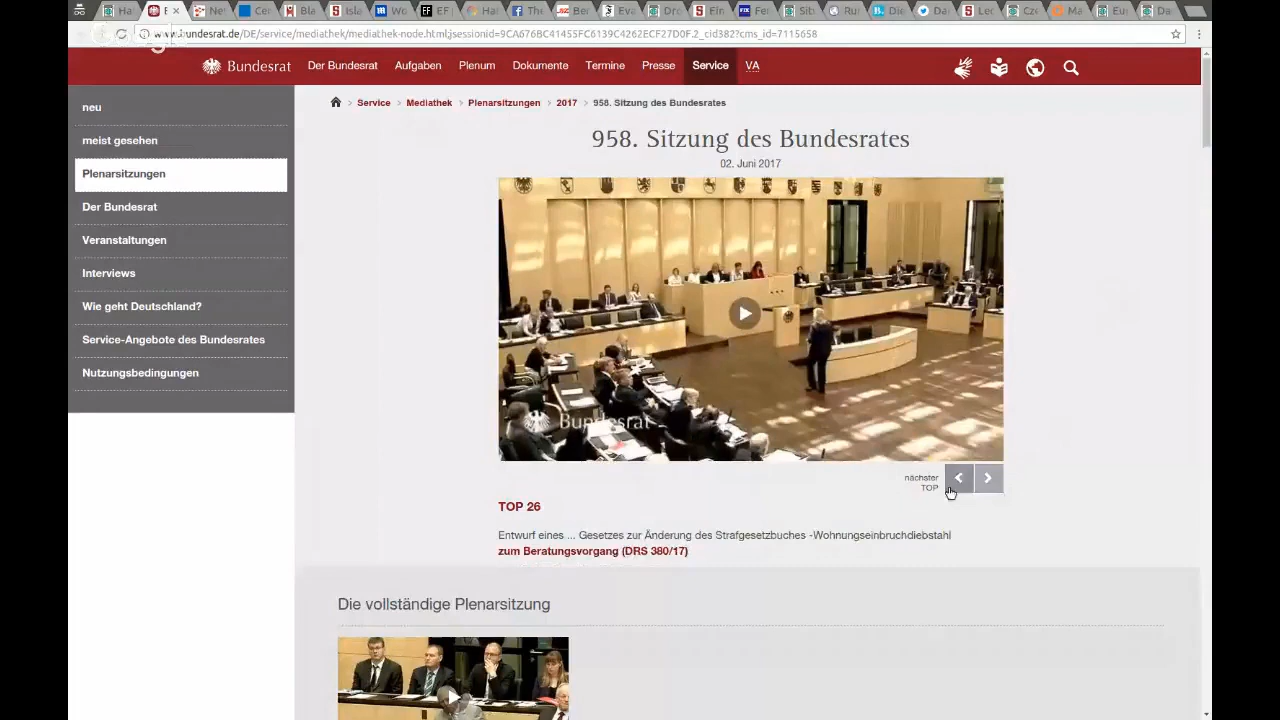 www.bundesrat.de/DE/service/mediathek/mediathek-node.html;jsessionid=9CA676BC41455FC6139C4262ECF27D0F.2_cid382?cms_id=7115658
Bundesrat
Der Bundesrat
Aufgaben
Plenum
Dokumente
Termine
Presse
Service
VA
neu
meist gesehen
Plenarsitzungen
Der Bundesrat
Veranstaltungen
Interviews
Wie geht Deutschland?
Service-Angebote des Bundesrates
Nutzungsbedingungen
> Service > Mediathek > Plenarsitzungen > 2017 > 958. Sitzung des Bundesrates
958. Sitzung des Bundesrates
02. Juni 2017
Bundesrat
nächster
TOP
TOP 26
Entwurf eines ... Gesetzes zur Änderung des Strafgesetzbuches -Wohnungseinbruchdiebstahl
zum Beratungsvorgang (DRS 380/17)
Die vollständige Plenarsitzung